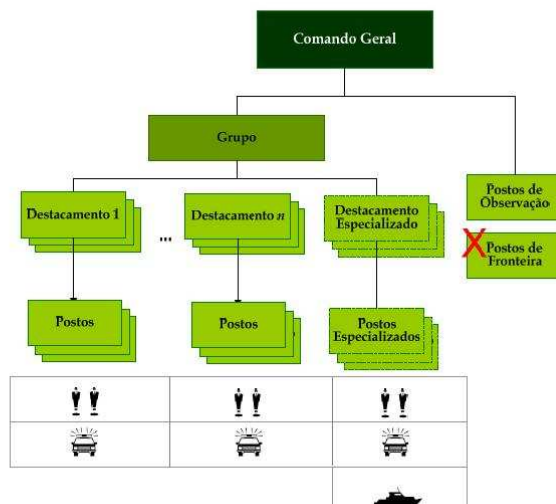 Comando Geral
Grupo
Destacamento 1
...
Destacamento n
Destacamento
Especializado
Postos de
Observação
Postos de
Fronteira
Postos
Postos
Postos
Especializados